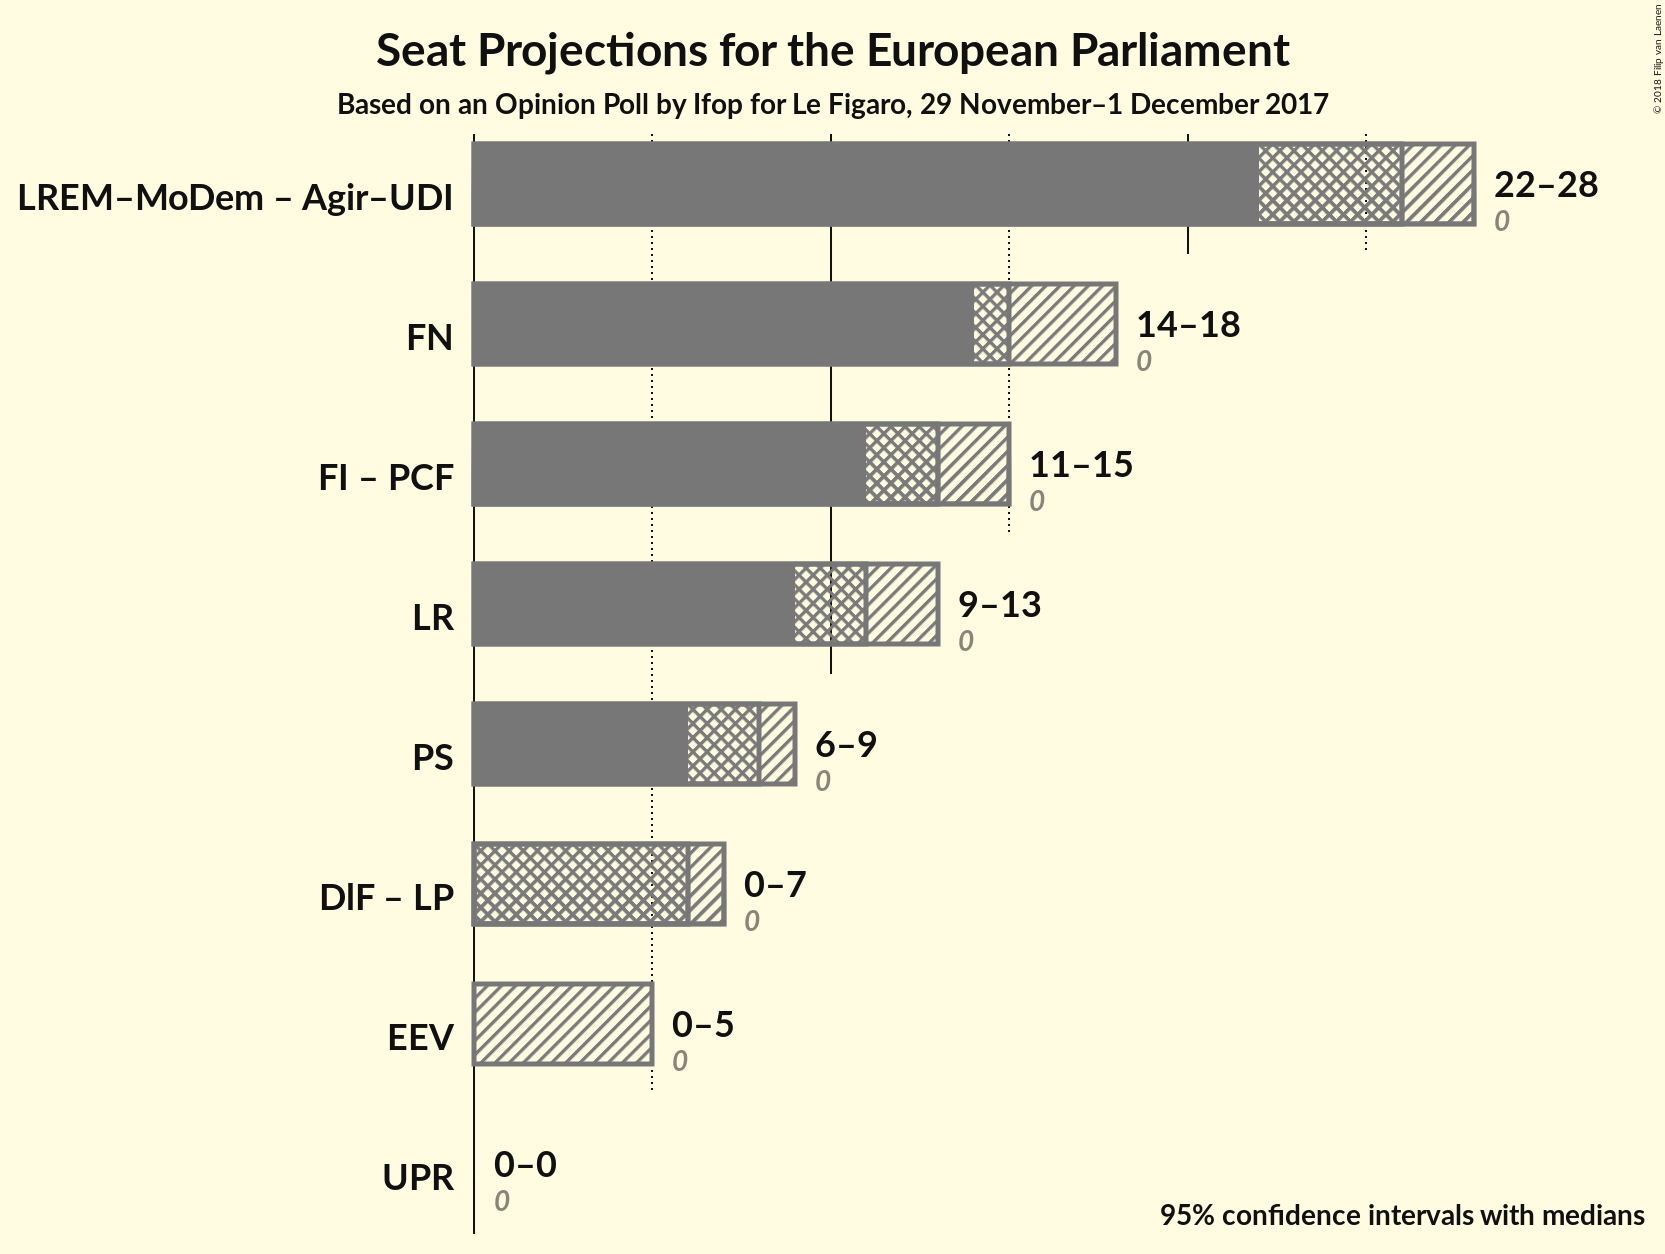 Seat Projections for the European Parliament
Based on an Opinion Poll by Ifop for Le Figaro, 29 November–1 December 2017
© 2018 Filip van Laenen
LREM–MoDem – Agir–UDI
22–28
0
FN
14–18
0
FI – PCF
11–15
0
LR
9–13
0
PS
6–9
0
DlF – LP
0–7
0
EEV
0–5
0
UPR
0–0
0
95% confidence intervals with medians